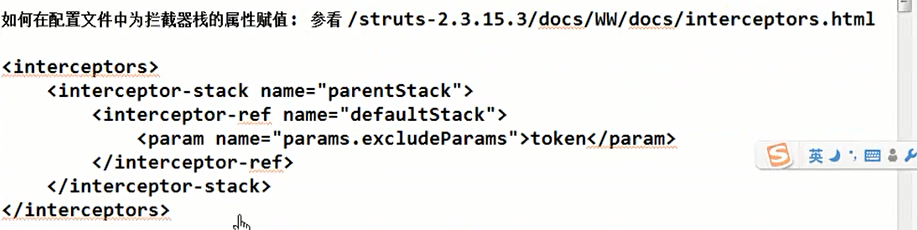 如何在配置文件中为拦截器栈的属性赋值: 参看 /struts-2.3.15.3/docs/WW/docs/interceptors.html
<interceptors>
<interceptor-stack name="parentStack">
<interceptor-ref name="defaultStack">
<param name="params.excludeParams">token</param>
</interceptor-ref>
</interceptor-stack>
</interceptors>
S 英